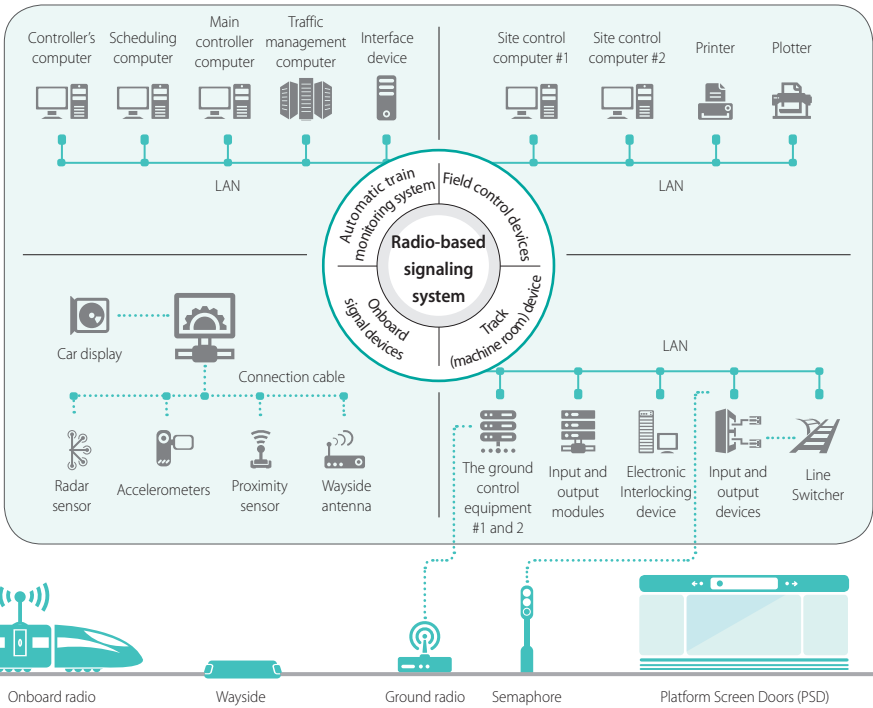 Controller's
computer
Scheduling
computer
Main
controller
computer
Traffic
management
computer
Interface
device
LAN
Site control
computer #1
Site control
computer #2
Printer
Plotter
LAN
Automatic train
monitoring system
Field control devices
Radio-based
signaling
system
Onboard
signal devices
Track
(machine room) device
Car display
Connection cable
Radar
sensor
Accelerometers
Proximity
sensor
Wayside
antenna
LAN
The ground
control
equipment
#1 and 2
Input and
output
modules
Electronic
Interlocking
device
Input and
output
devices
Line
Switcher
Onboard radio
Wayside
Ground radio
Semaphore
Platform Screen Doors (PSD)